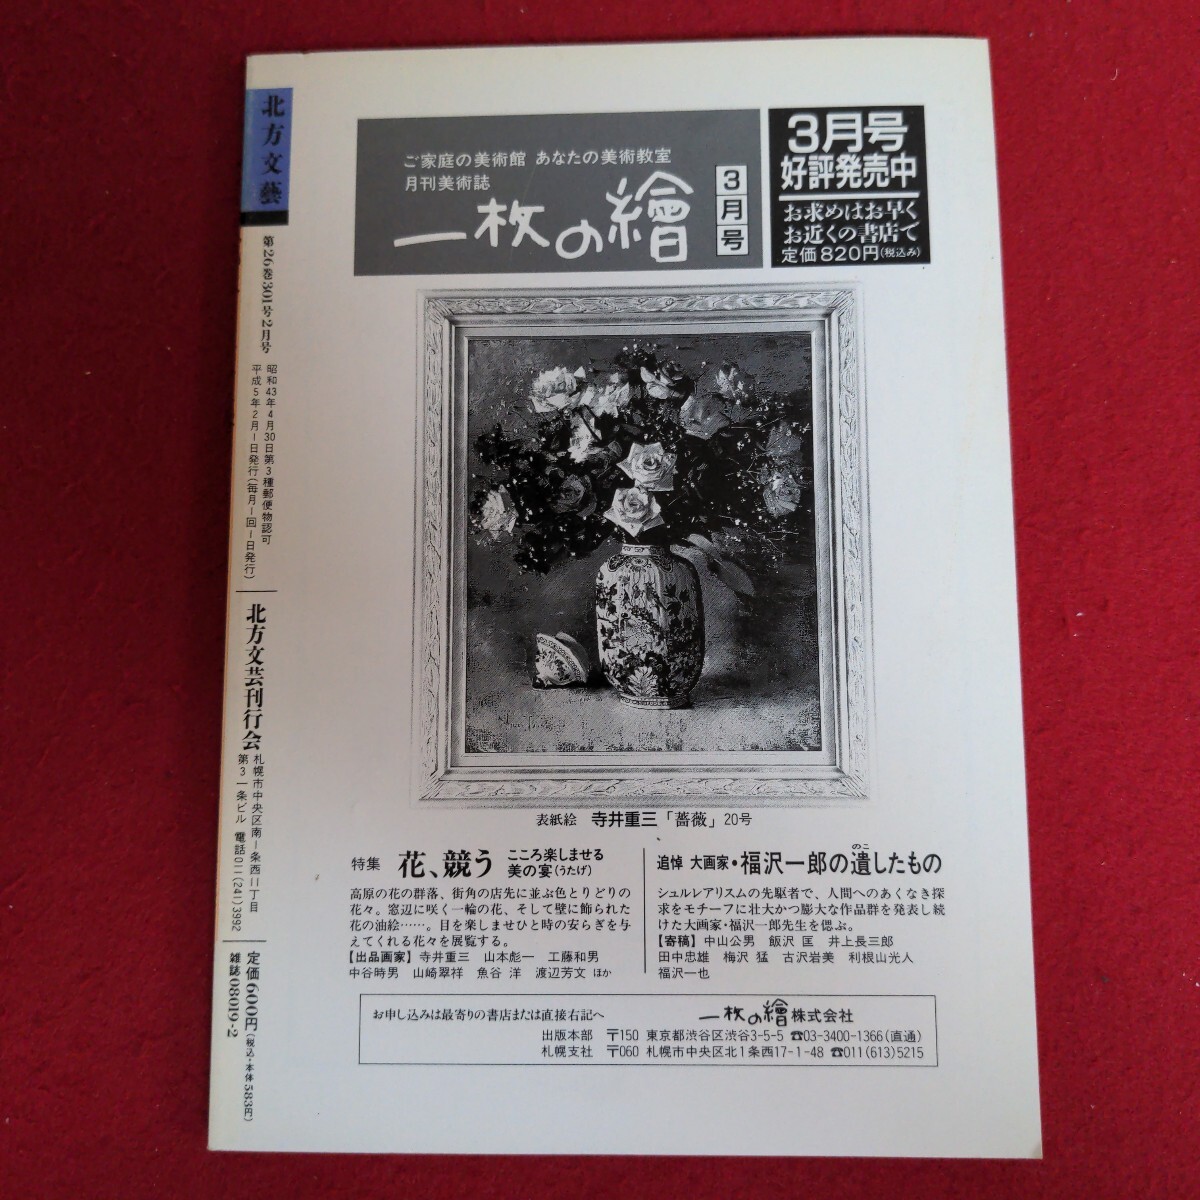 北方文藝
第26巻301号2月号
昭和43年4月30日第3種郵便物認可
平成5年2月1日発行(毎月1回1日発行)
北方文芸刊行会
札幌市中央区南1条西11丁目
第3一条ビル 電話011(241)3992
定価600円(税込・本体583円)
雑誌08019-2
ご家庭の美術館 あなたの美術教室
月刊美術誌
一枚の繪
3月号
3月号
好評発売中
お求めはお早く
お近くの書店で
定価820円(税込み)
表紙絵 寺井重三「薔薇」20号
特集 花、競う こころ楽しませる
美の宴(うたげ)
高原の花の群落、街角の店先に並ぶ色とりどりの
花々。窓辺に咲く一輪の花、そして壁に飾られた
花の油絵……。目を楽しませひと時の安らぎを与
えてくれる花々を展覧する。
【出品画家】寺井重三 山本彪一 工藤和男
中谷時男 山崎翠祥 魚谷 洋 渡辺芳文 ほか
追悼 大画家・福沢一郎の遺したもの
のこ
シュルレアリスムの先駆者で、人間へのあくなき探
求をモチーフに壮大かつ膨大な作品群を発表し続
けた大画家・福沢一郎先生を偲ぶ。
【寄稿】中山公男 飯沢 匡 井上長三郎
田中忠雄 梅沢 猛 古沢岩美 利根山光人
福沢一也
お申し込みは最寄りの書店または直接右記へ
一枚の繪株式会社
出版本部 〒150 東京都渋谷区渋谷3-5-5 ☎03-3400-1366(直通)
札幌支社 〒060 札幌市中央区北1条西17-1-48 ☎011(613)5215